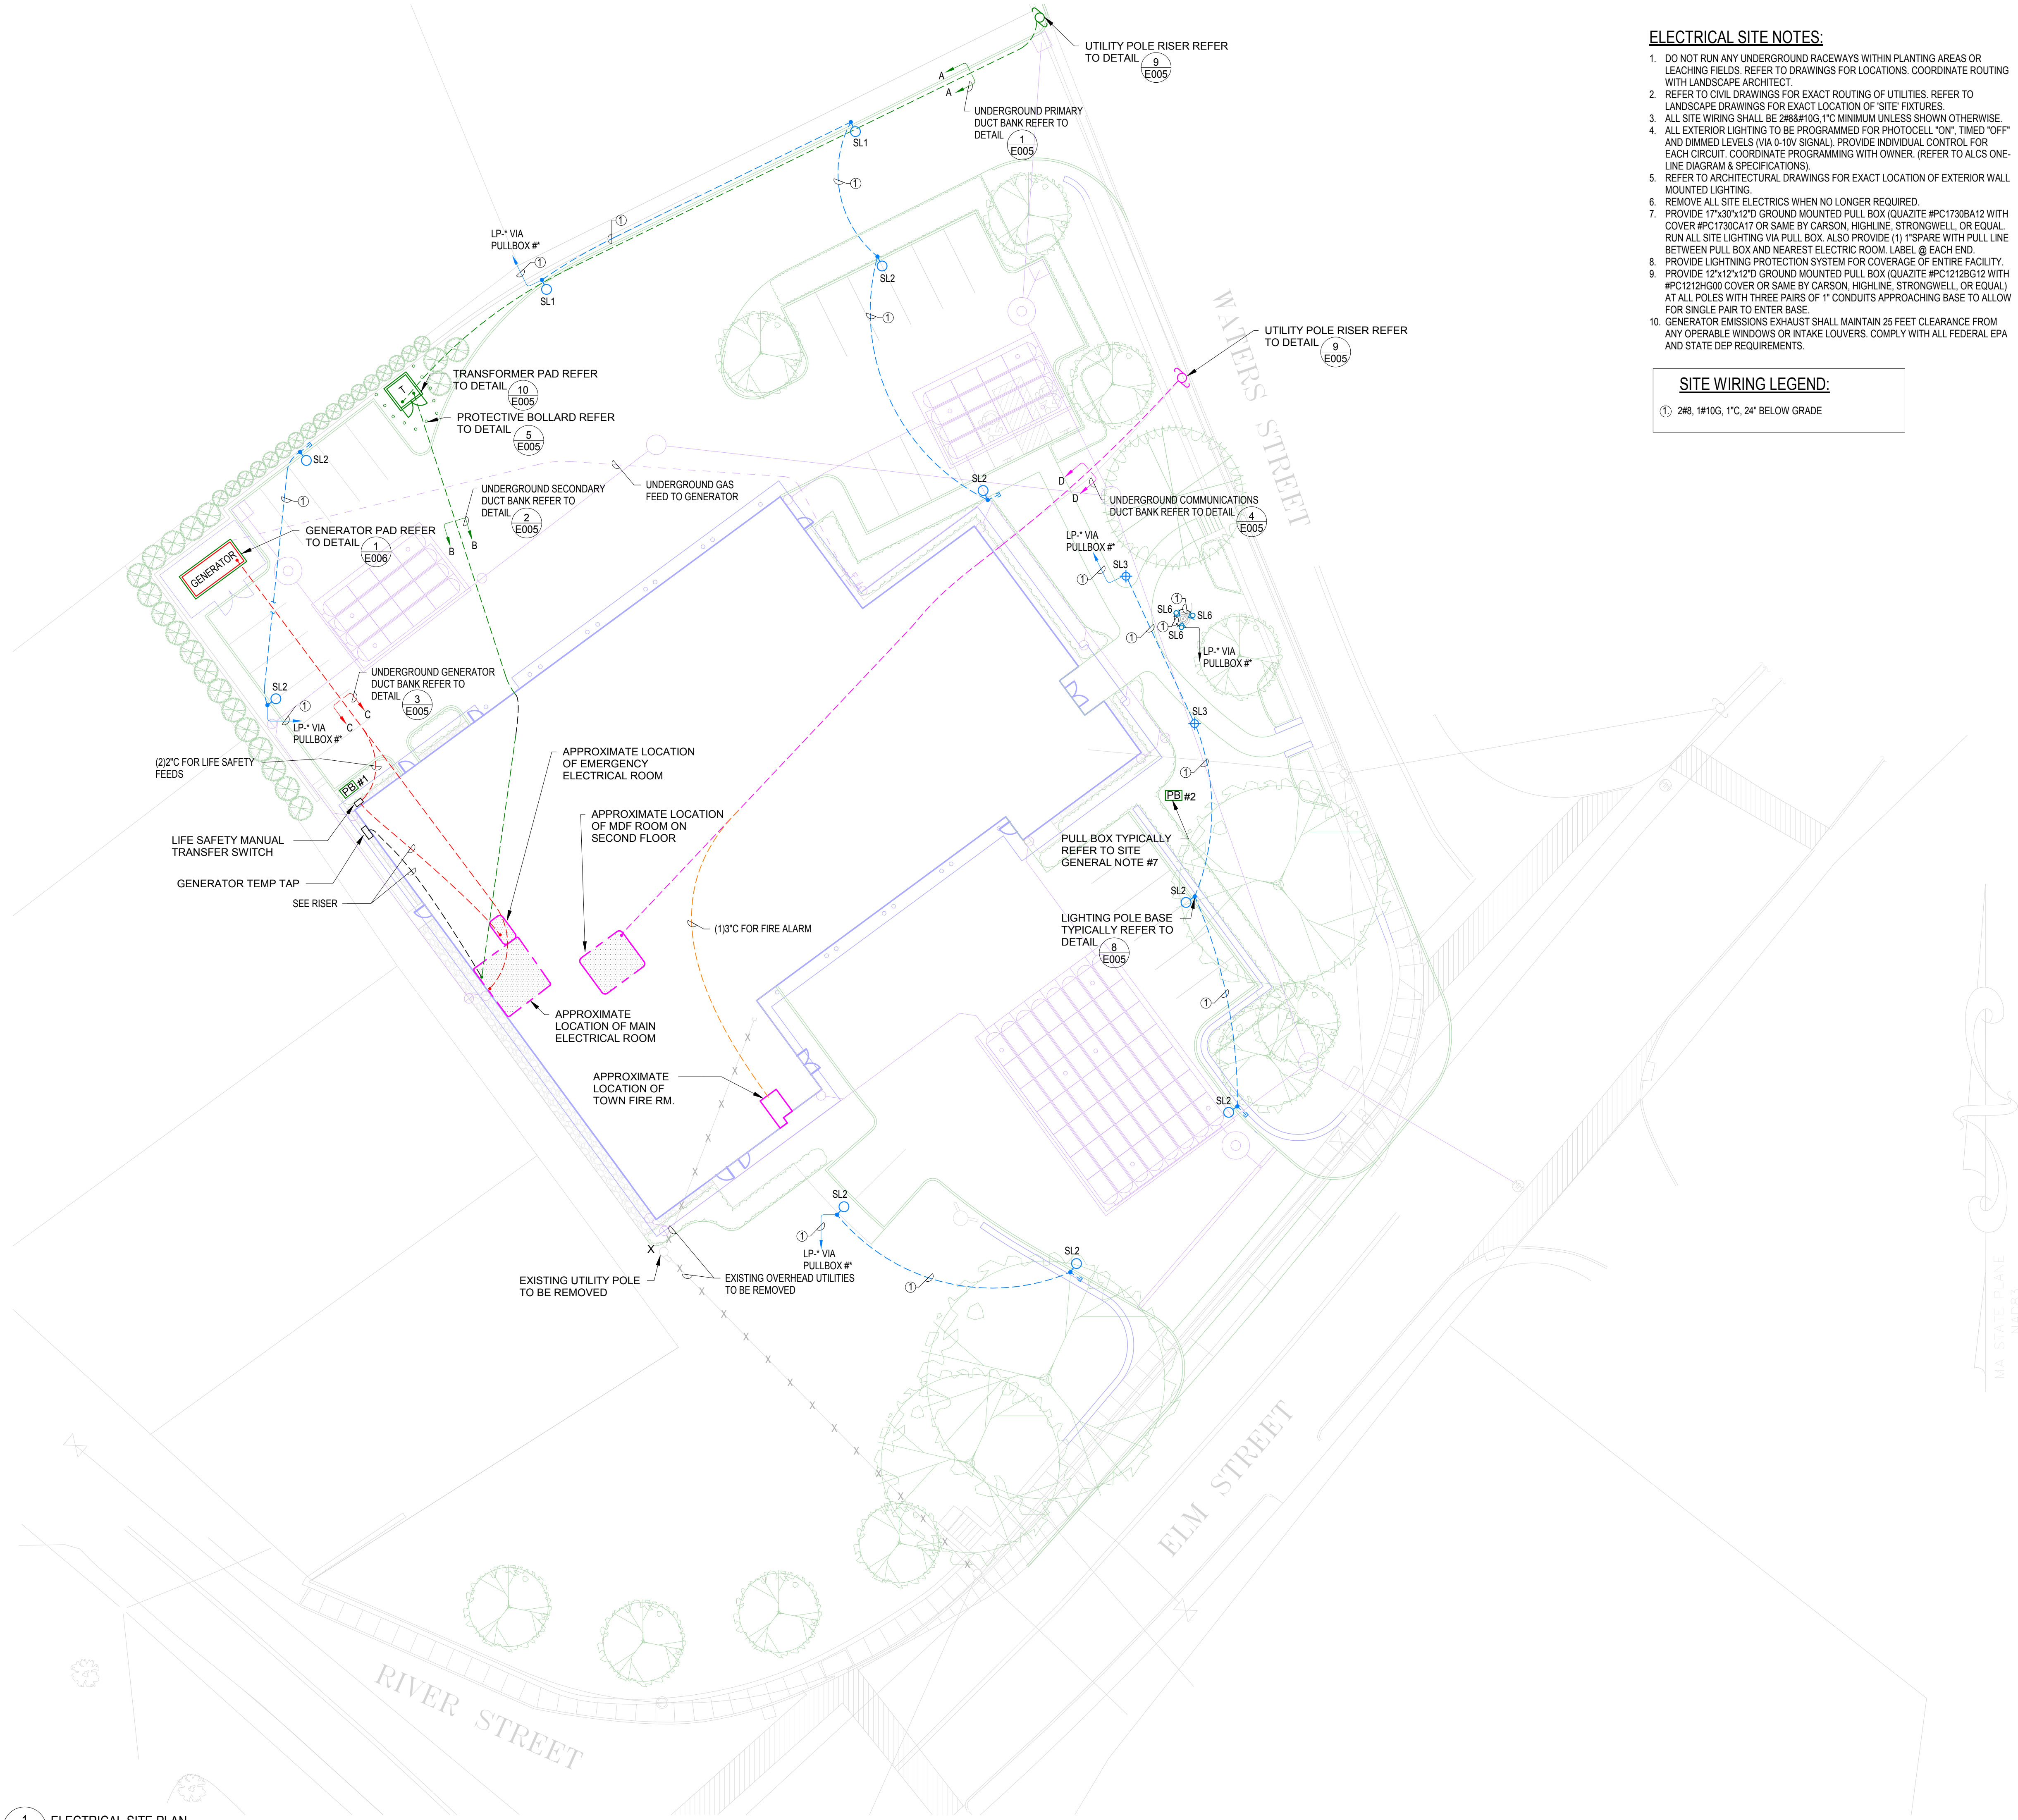 ELECTRICAL SITE NOTES:
1. DO NOT RUN ANY UNDERGROUND RACEWAYS WITHIN PLANTING AREAS OR
LEACHING FIELDS. REFER TO DRAWINGS FOR LOCATIONS. COORDINATE ROUTING
WITH LANDSCAPE ARCHITECT.
2. REFER TO CIVIL DRAWINGS FOR EXACT ROUTING OF UTILITIES. REFER TO
LANDSCAPE DRAWINGS FOR EXACT LOCATION OF 'SITE' FIXTURES.
3. ALL SITE WIRING SHALL BE 2#8&#10G,1"C MINIMUM UNLESS SHOWN OTHERWISE.
4. ALL EXTERIOR LIGHTING TO BE PROGRAMMED FOR PHOTOCELL "ON", TIMED "OFF"
AND DIMMED LEVELS (VIA 0-10V SIGNAL). PROVIDE INDIVIDUAL CONTROL FOR
EACH CIRCUIT. COORDINATE PROGRAMMING WITH OWNER. (REFER TO ALCS ONE-
LINE DIAGRAM & SPECIFICATIONS).
5. REFER TO ARCHITECTURAL DRAWINGS FOR EXACT LOCATION OF EXTERIOR WALL
MOUNTED LIGHTING.
6. REMOVE ALL SITE ELECTRICS WHEN NO LONGER REQUIRED.
7. PROVIDE 17"x30"x12"D GROUND MOUNTED PULL BOX (QUAZITE #PC1730BA12 WITH
COVER #PC1730CA17 OR SAME BY CARSON, HIGHLINE, STRONGWELL, OR EQUAL.
RUN ALL SITE LIGHTING VIA PULL BOX. ALSO PROVIDE (1) 1"SPARE WITH PULL LINE
BETWEEN PULL BOX AND NEAREST ELECTRIC ROOM. LABEL @ EACH END.
8. PROVIDE LIGHTNING PROTECTION SYSTEM FOR COVERAGE OF ENTIRE FACILITY.
9. PROVIDE 12"x12"x12"D GROUND MOUNTED PULL BOX (QUAZITE #PC1212BG12 WITH
#PC1212HG00 COVER OR SAME BY CARSON, HIGHLINE, STRONGWELL, OR EQUAL)
AT ALL POLES WITH THREE PAIRS OF 1" CONDUITS APPROACHING BASE TO ALLOW
FOR SINGLE PAIR TO ENTER BASE.
10. GENERATOR EMISSIONS EXHAUST SHALL MAINTAIN 25 FEET CLEARANCE FROM
ANY OPERABLE WINDOWS OR INTAKE LOUVERS. COMPLY WITH ALL FEDERAL EPA
AND STATE DEP REQUIREMENTS.
SITE WIRING LEGEND:
1. 2#8, 1#10G, 1"C, 24" BELOW GRADE
UTILITY POLE RISER REFER
TO DETAIL 9
E005
A
A
UNDERGROUND PRIMARY
DUCT BANK REFER TO
DETAIL 1
E005
SL1
1
1
LP-* VIA
PULLBOX #*
1
SL1
SL2
1
UTILITY POLE RISER REFER
TO DETAIL 9
E005
WATERS STREET
T
TRANSFORMER PAD REFER
TO DETAIL 10
E005
PROTECTIVE BOLLARD REFER
TO DETAIL 5
E005
SL2
1
UNDERGROUND SECONDARY
DUCT BANK REFER TO
DETAIL 2
E005
B
B
UNDERGROUND GAS
FEED TO GENERATOR
SL2
D
D
UNDERGROUND COMMUNICATIONS
DUCT BANK REFER TO DETAIL 4
E005
GENERATOR PAD REFER
TO DETAIL 1
E006
GENERATOR
LP-* VIA
PULLBOX #*
1
SL3
1
SL6
SL6
1
SL6
1
LP-* VIA
PULLBOX #*
UNDERGROUND GENERATOR
DUCT BANK REFER TO
DETAIL 3
E005
C
C
SL2
1
LP-* VIA
PULLBOX #*
SL3
1
(2)2"C FOR LIFE SAFETY
FEEDS
PB #1
APPROXIMATE LOCATION
OF EMERGENCY
ELECTRICAL ROOM
PB #2
APPROXIMATE LOCATION
OF MDF ROOM ON
SECOND FLOOR
LIFE SAFETY MANUAL
TRANSFER SWITCH
PULL BOX TYPICALLY
REFER TO SITE
GENERAL NOTE #7
GENERATOR TEMP TAP
SEE RISER
SL2
LIGHTING POLE BASE
TYPICALLY REFER TO
DETAIL 8
E005
(1)3"C FOR FIRE ALARM
1
APPROXIMATE
LOCATION OF MAIN
ELECTRICAL ROOM
X
X
X
X
X
X
X
APPROXIMATE
LOCATION OF
TOWN FIRE RM.
SL2
SL2
1
LP-* VIA
PULLBOX #*
SL2
1
X
EXISTING UTILITY POLE
TO BE REMOVED
EXISTING OVERHEAD UTILITIES
TO BE REMOVED
X
X
X
X
X
X
X
X
X
X
X
X
X
X
MA STATE PLANE
ELM STREET
RIVER STREET
1
ELECTRICAL SITE PLAN